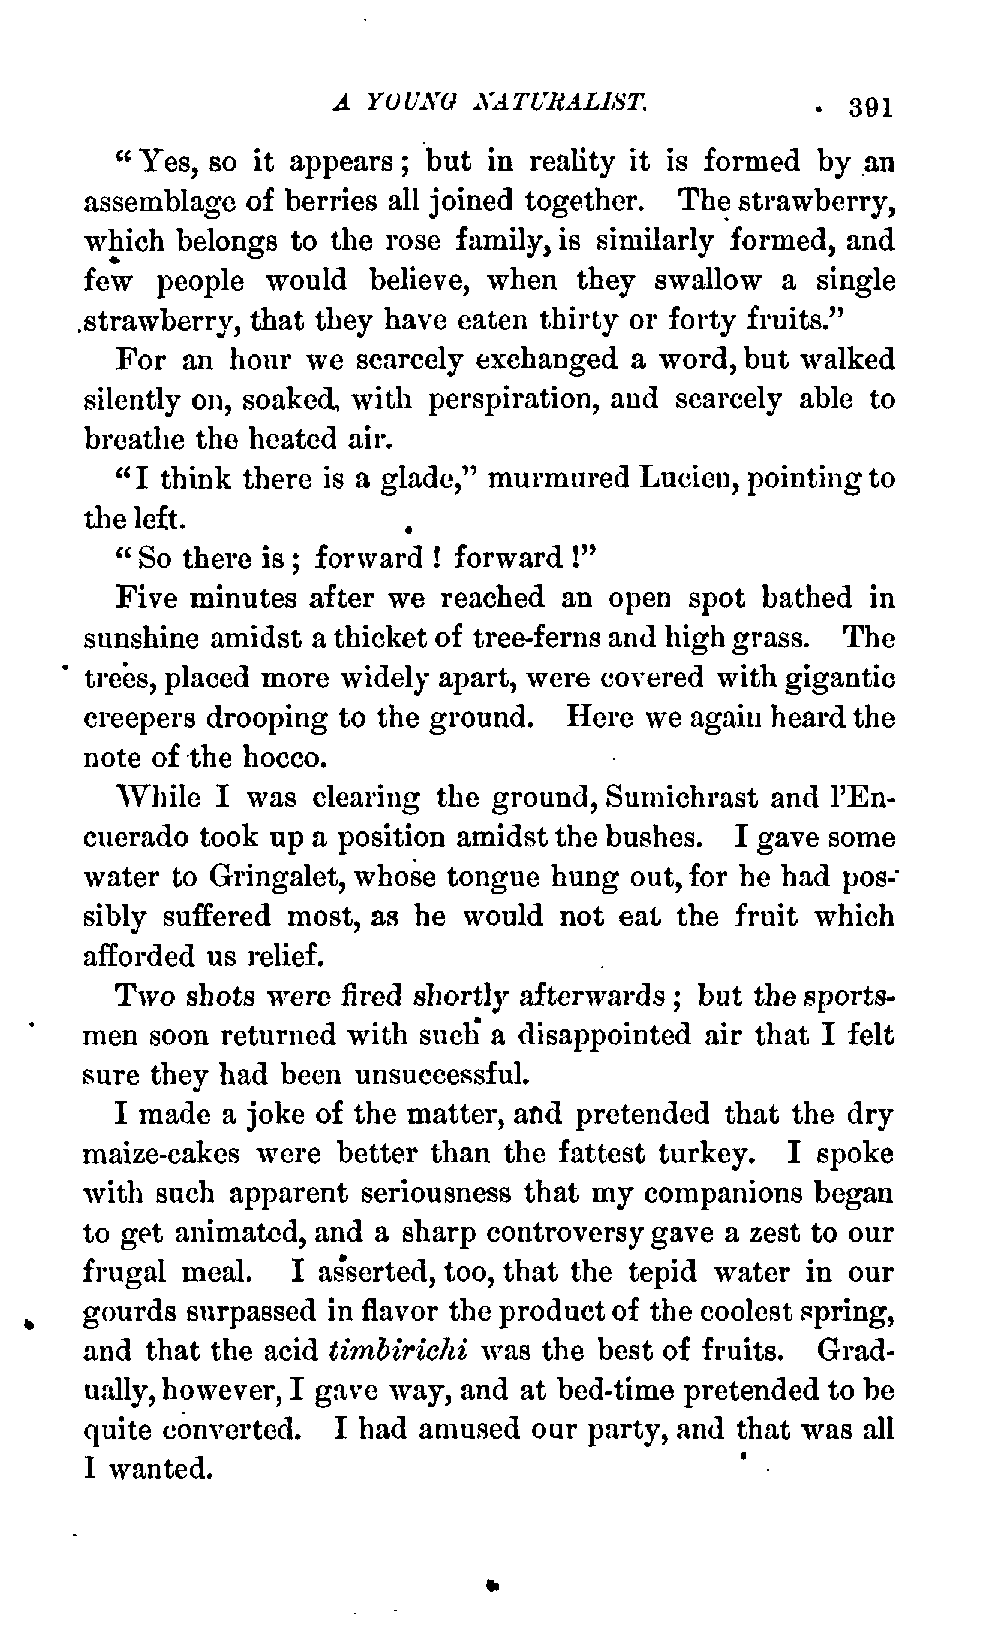 A YOUNG NATURALIST. 391
“Yes, so it appears; but in reality it is formed by an
assemblage of berries all joined together. The strawberry,
which belongs to the rose family, is similarly formed, and
few people would believe, when they swallow a single
strawberry, that they have eaten thirty or forty fruits.”
For an hour we scarcely exchanged a word, but walked
silently on, soaked, with perspiration, and scarcely able to
breathe the heated air.
“I think there is a glade,” murmured Lucien, pointing to
the left.
“So there is; forward! forward!”
Five minutes after we reached an open spot bathed in
sunshine amidst a thicket of tree-ferns and high grass. The
trees, placed more widely apart, were covered with gigantic
creepers drooping to the ground. Here we again heard the
note of the hocco.
While I was clearing the ground, Sumichrast and l’En-
cuerado took up a position amidst the bushes. I gave some
water to Gringalet, whose tongue hung out, for he had pos-
sibly suffered most, as he would not eat the fruit which
afforded us relief.
Two shots were fired shortly afterwards; but the sports-
men soon returned with such a disappointed air that I felt
sure they had been unsuccessful.
I made a joke of the matter, and pretended that the dry
maize-cakes were better than the fattest turkey. I spoke
with such apparent seriousness that my companions began
to get animated, and a sharp controversy gave a zest to our
frugal meal. I asserted, too, that the tepid water in our
gourds surpassed in flavor the product of the coolest spring,
and that the acid timbirichi was the best of fruits. Grad-
ually, however, I gave way, and at bed-time pretended to be
quite converted. I had amused our party, and that was all
I wanted.